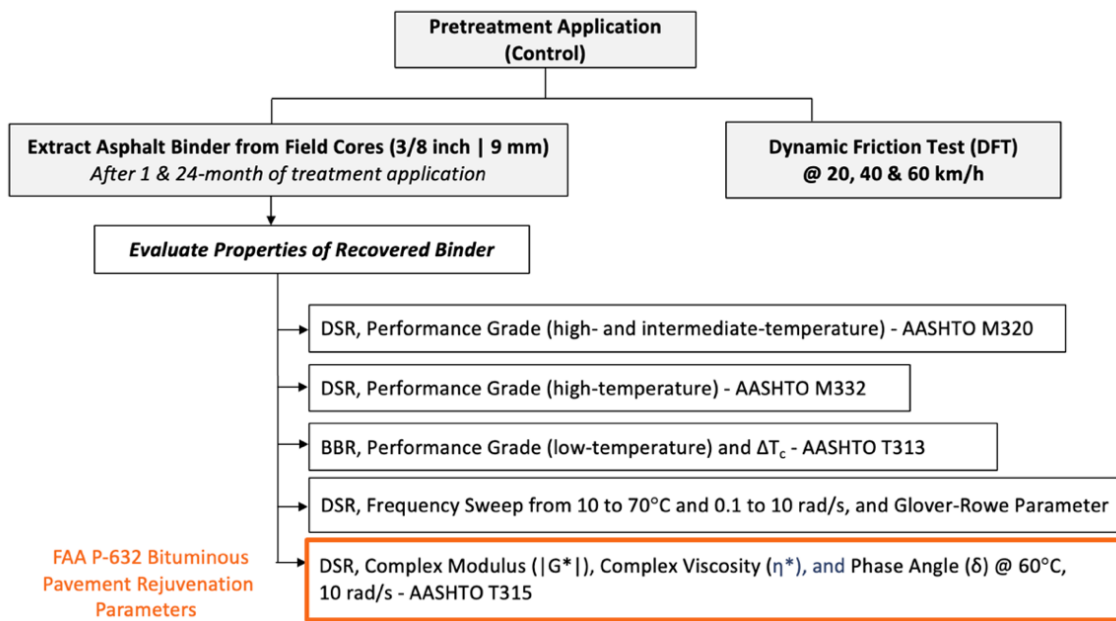 Pretreatment Application
(Control)
Extract Asphalt Binder from Field Cores (3/8 inch | 9 mm)
After 1 & 24-month of treatment application
Dynamic Friction Test (DFT)
@ 20, 40 & 60 km/h
Evaluate Properties of Recovered Binder
DSR, Performance Grade (high- and intermediate-temperature) - AASHTO M320
DSR, Performance Grade (high-temperature) - AASHTO M332
BBR, Performance Grade (low-temperature) and ΔTc - AASHTO T313
DSR, Frequency Sweep from 10 to 70°C and 0.1 to 10 rad/s, and Glover-Rowe Parameter
FAA P-632 Bituminous
Pavement Rejuvenation
Parameters
DSR, Complex Modulus (|G*|), Complex Viscosity (η*), and Phase Angle (δ) @ 60°C,
10 rad/s - AASHTO T315